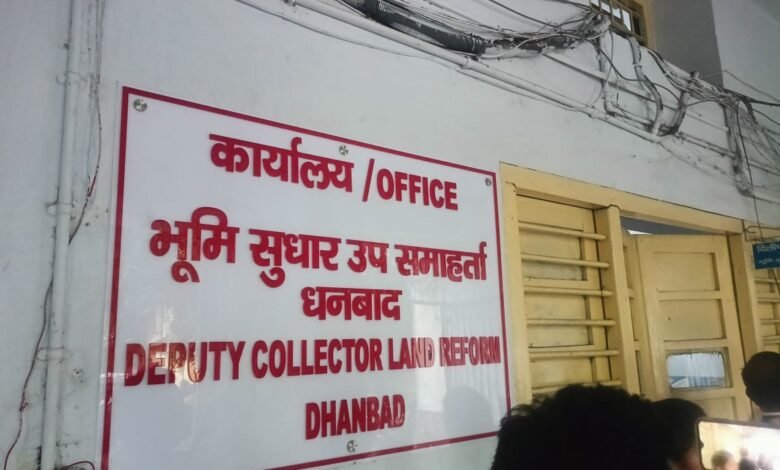 कार्यालय / OFFICE
भूमि सुधार उप समाहर्ता
धनबाद
DEPUTY COLLECTOR LAND REFORM
DHANBAD